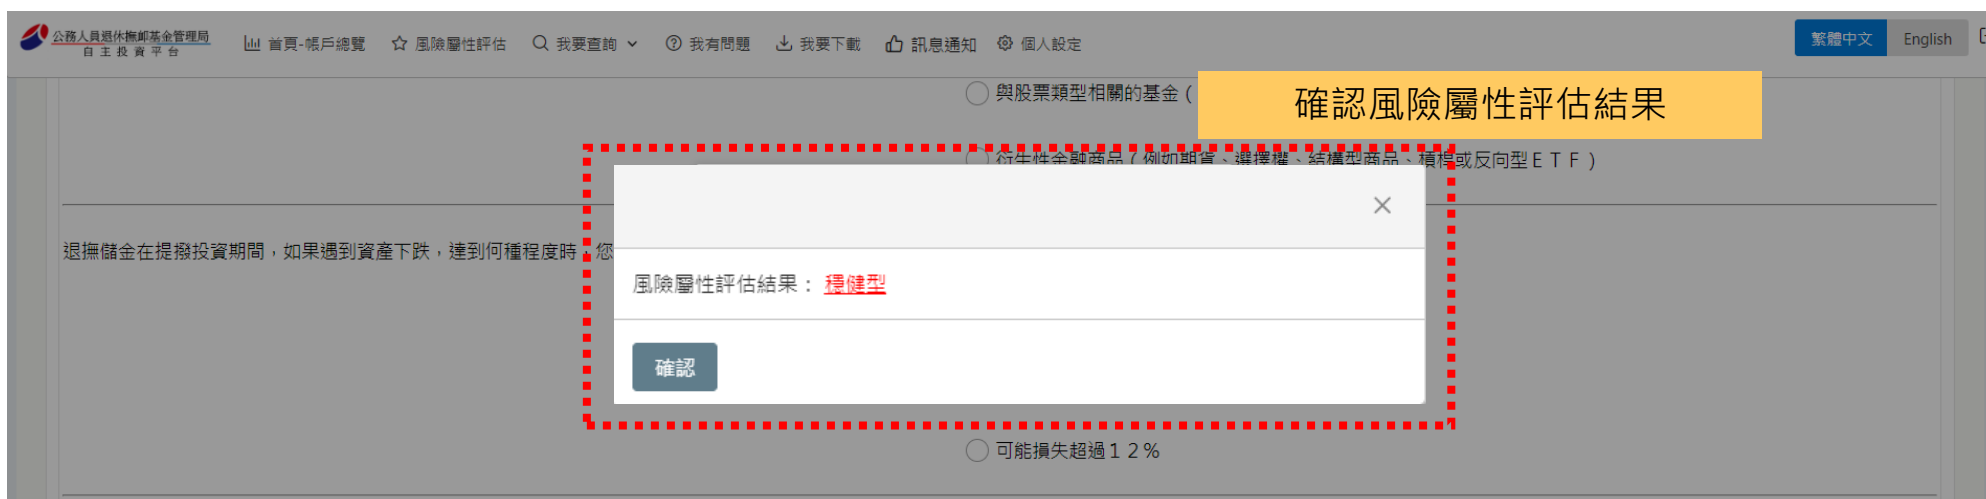 公務人員退休撫卹基金管理局
自主投資平台
首頁-帳戶總覽 風險屬性評估 我要查詢 我有問題 我要下載 訊息通知 個人設定 繁體中文 English
與股票類型相關的基金（
確認風險屬性評估結果
衍生性金融商品（例如期貨、選擇權、結構型商品、槓桿或反向型ＥＴＦ）
×
退撫儲金在提撥投資期間，如果遇到資產下跌，達到何種程度時，您
風險屬性評估結果： 穩健型
確認
可能損失超過１２%